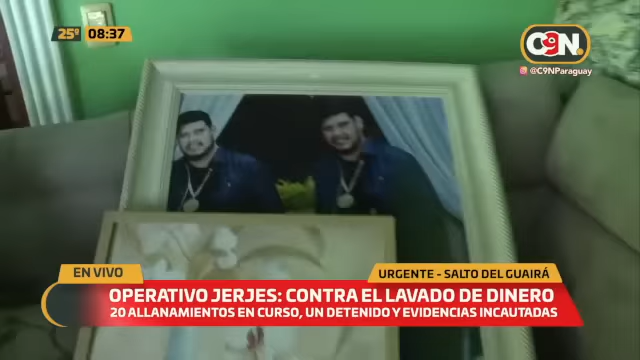 25º 08:37
C9N
@C9NParaguay
EN VIVO
URGENTE - SALTO DEL GUAIRÁ
OPERATIVO JERJES: CONTRA EL LAVADO DE DINERO
20 ALLANAMIENTOS EN CURSO, UN DETENIDO Y EVIDENCIAS INCAUTADAS